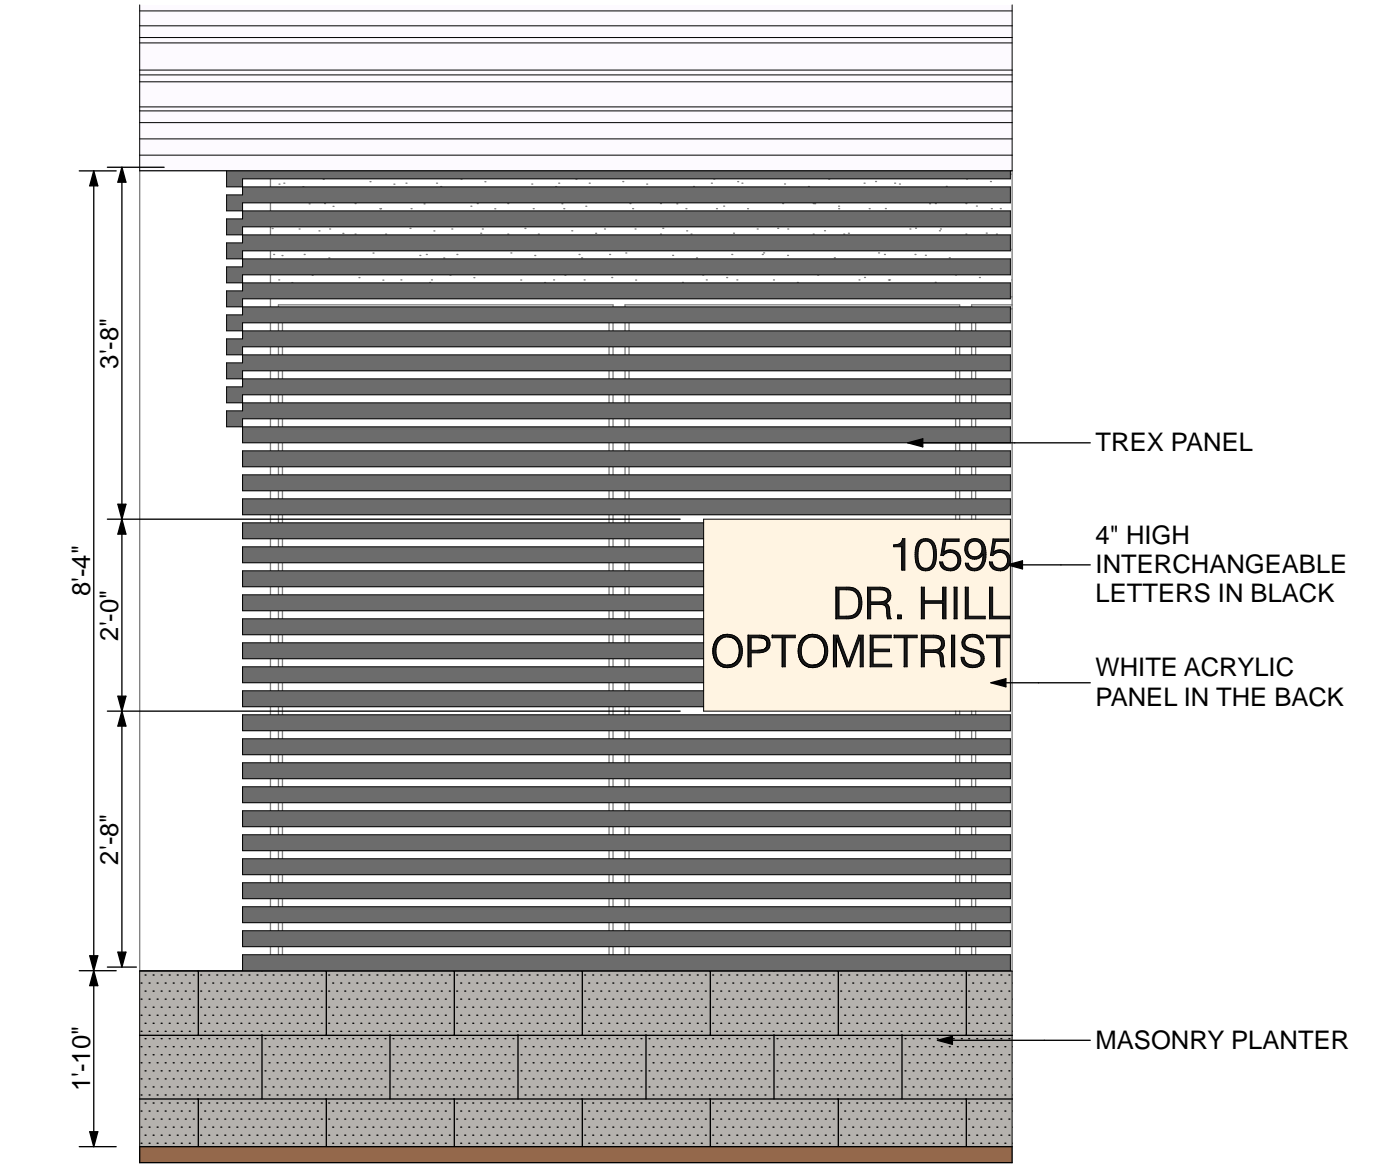 3'-8"
8'-4"
2'-0"
2'-8"
1'-10"
10595
DR. HILL
OPTOMETRIST
TREX PANEL
4" HIGH
INTERCHANGEABLE
LETTERS IN BLACK
WHITE ACRYLIC
PANEL IN THE BACK
MASONRY PLANTER